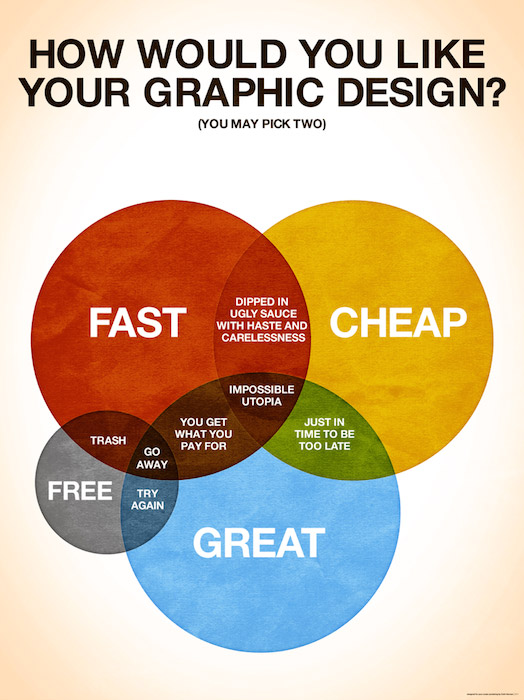 HOW WOULD YOU LIKE
YOUR GRAPHIC DESIGN?
(YOU MAY PICK TWO)
FAST
DIPPED IN
UGLY SAUCE
WITH HASTE AND
CARELESSNESS
CHEAP
IMPOSSIBLE
UTOPIA
YOU GET
WHAT YOU
PAY FOR
JUST IN
TIME TO BE
TOO LATE
TRASH
GO
AWAY
FREE
TRY
AGAIN
GREAT